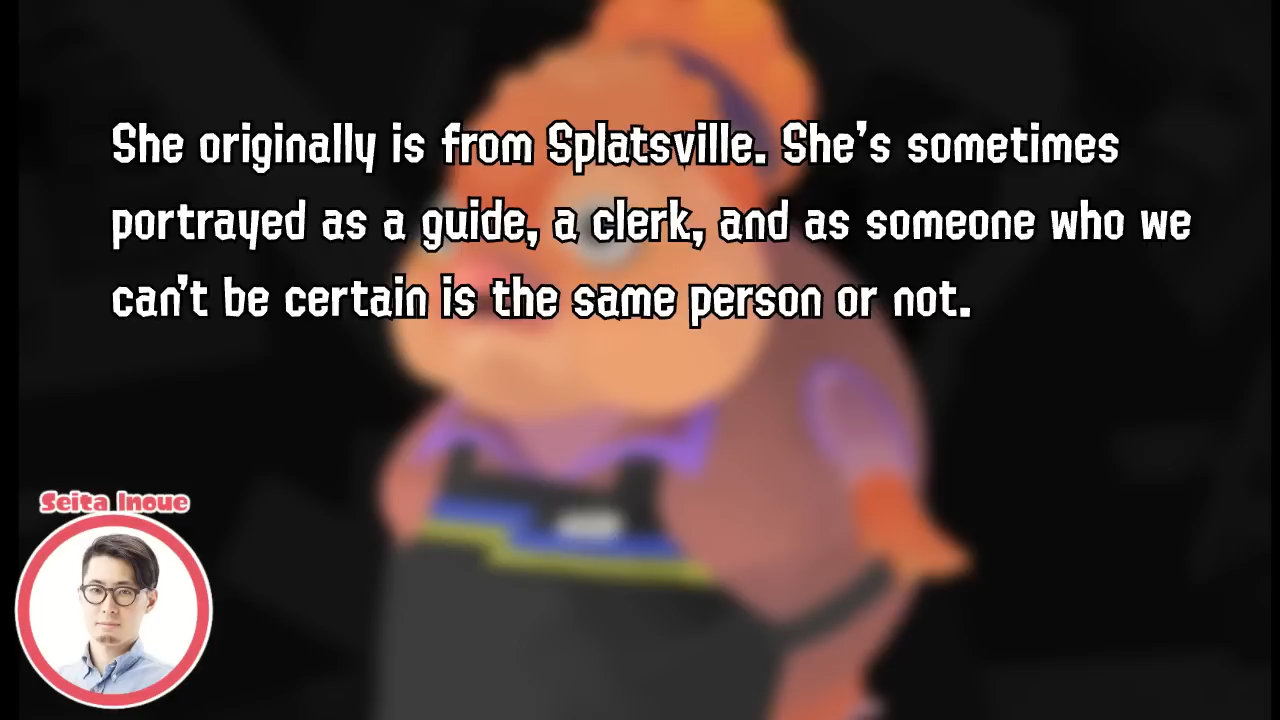 She originally is from Splatsville. She's sometimes
portrayed as a guide, a clerk, and as someone who we
can't be certain is the same person or not.
Seita Inoue